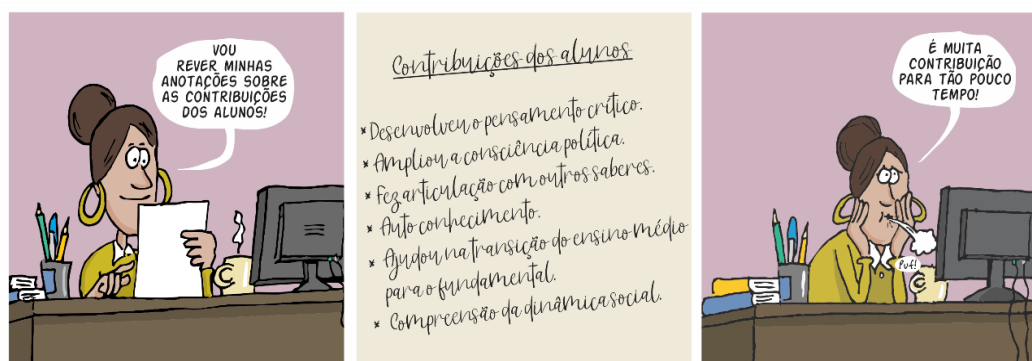 VOU
REVER MINHAS
ANOTAÇÕES SOBRE
AS CONTRIBUIÇÕES
DOS ALUNOS!
Contribuições dos alunos
* Desenvolveu o pensamento crítico.
* Ampliou a consciência política.
* Fez articulação com outros saberes.
* Auto conhecimento.
* Ajudou na transição do ensino médio
para o fundamental.
* Compreensão da dinâmica social.
É MUITA
CONTRIBUIÇÃO
PARA TÃO POUCO
TEMPO!
Puf!